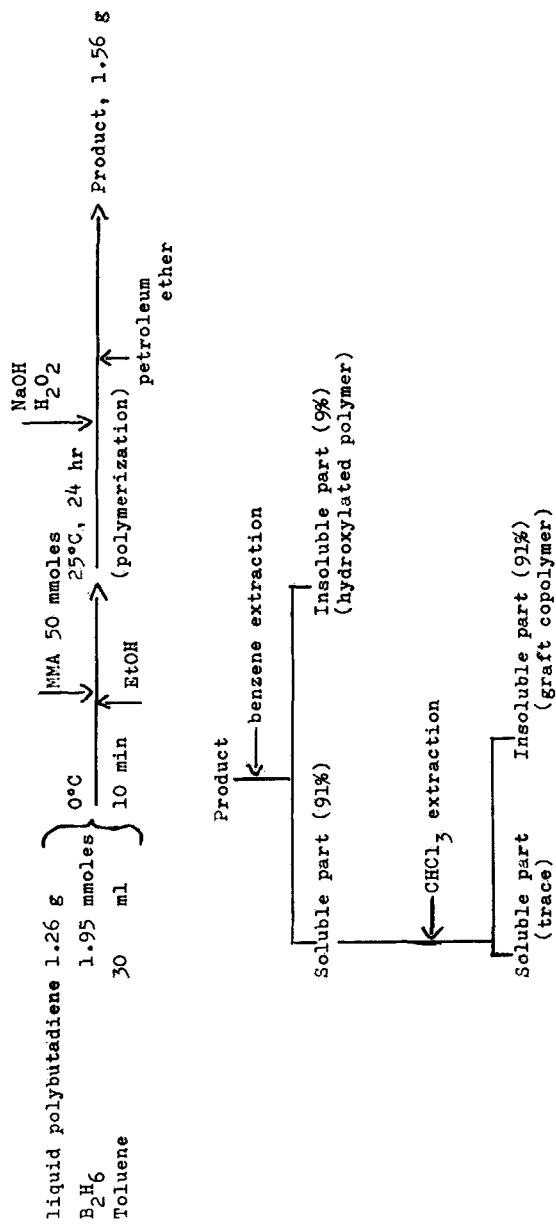 liquid polybutadiene 1.26 g
B2H6 1.95 mmoles
Toluene 30 ml
0°C
10 min
MMA 50 mmoles
EtOH
25°C, 24 hr
(polymerization)
NaOH
H2O2
petroleum
ether
Product, 1.56 g
Product
benzene extraction
Soluble part (91%)
Insoluble part (9%)
(hydroxylated polymer)
CHCl3 extraction
Soluble part
(trace)
Insoluble part (91%)
(graft copolymer)